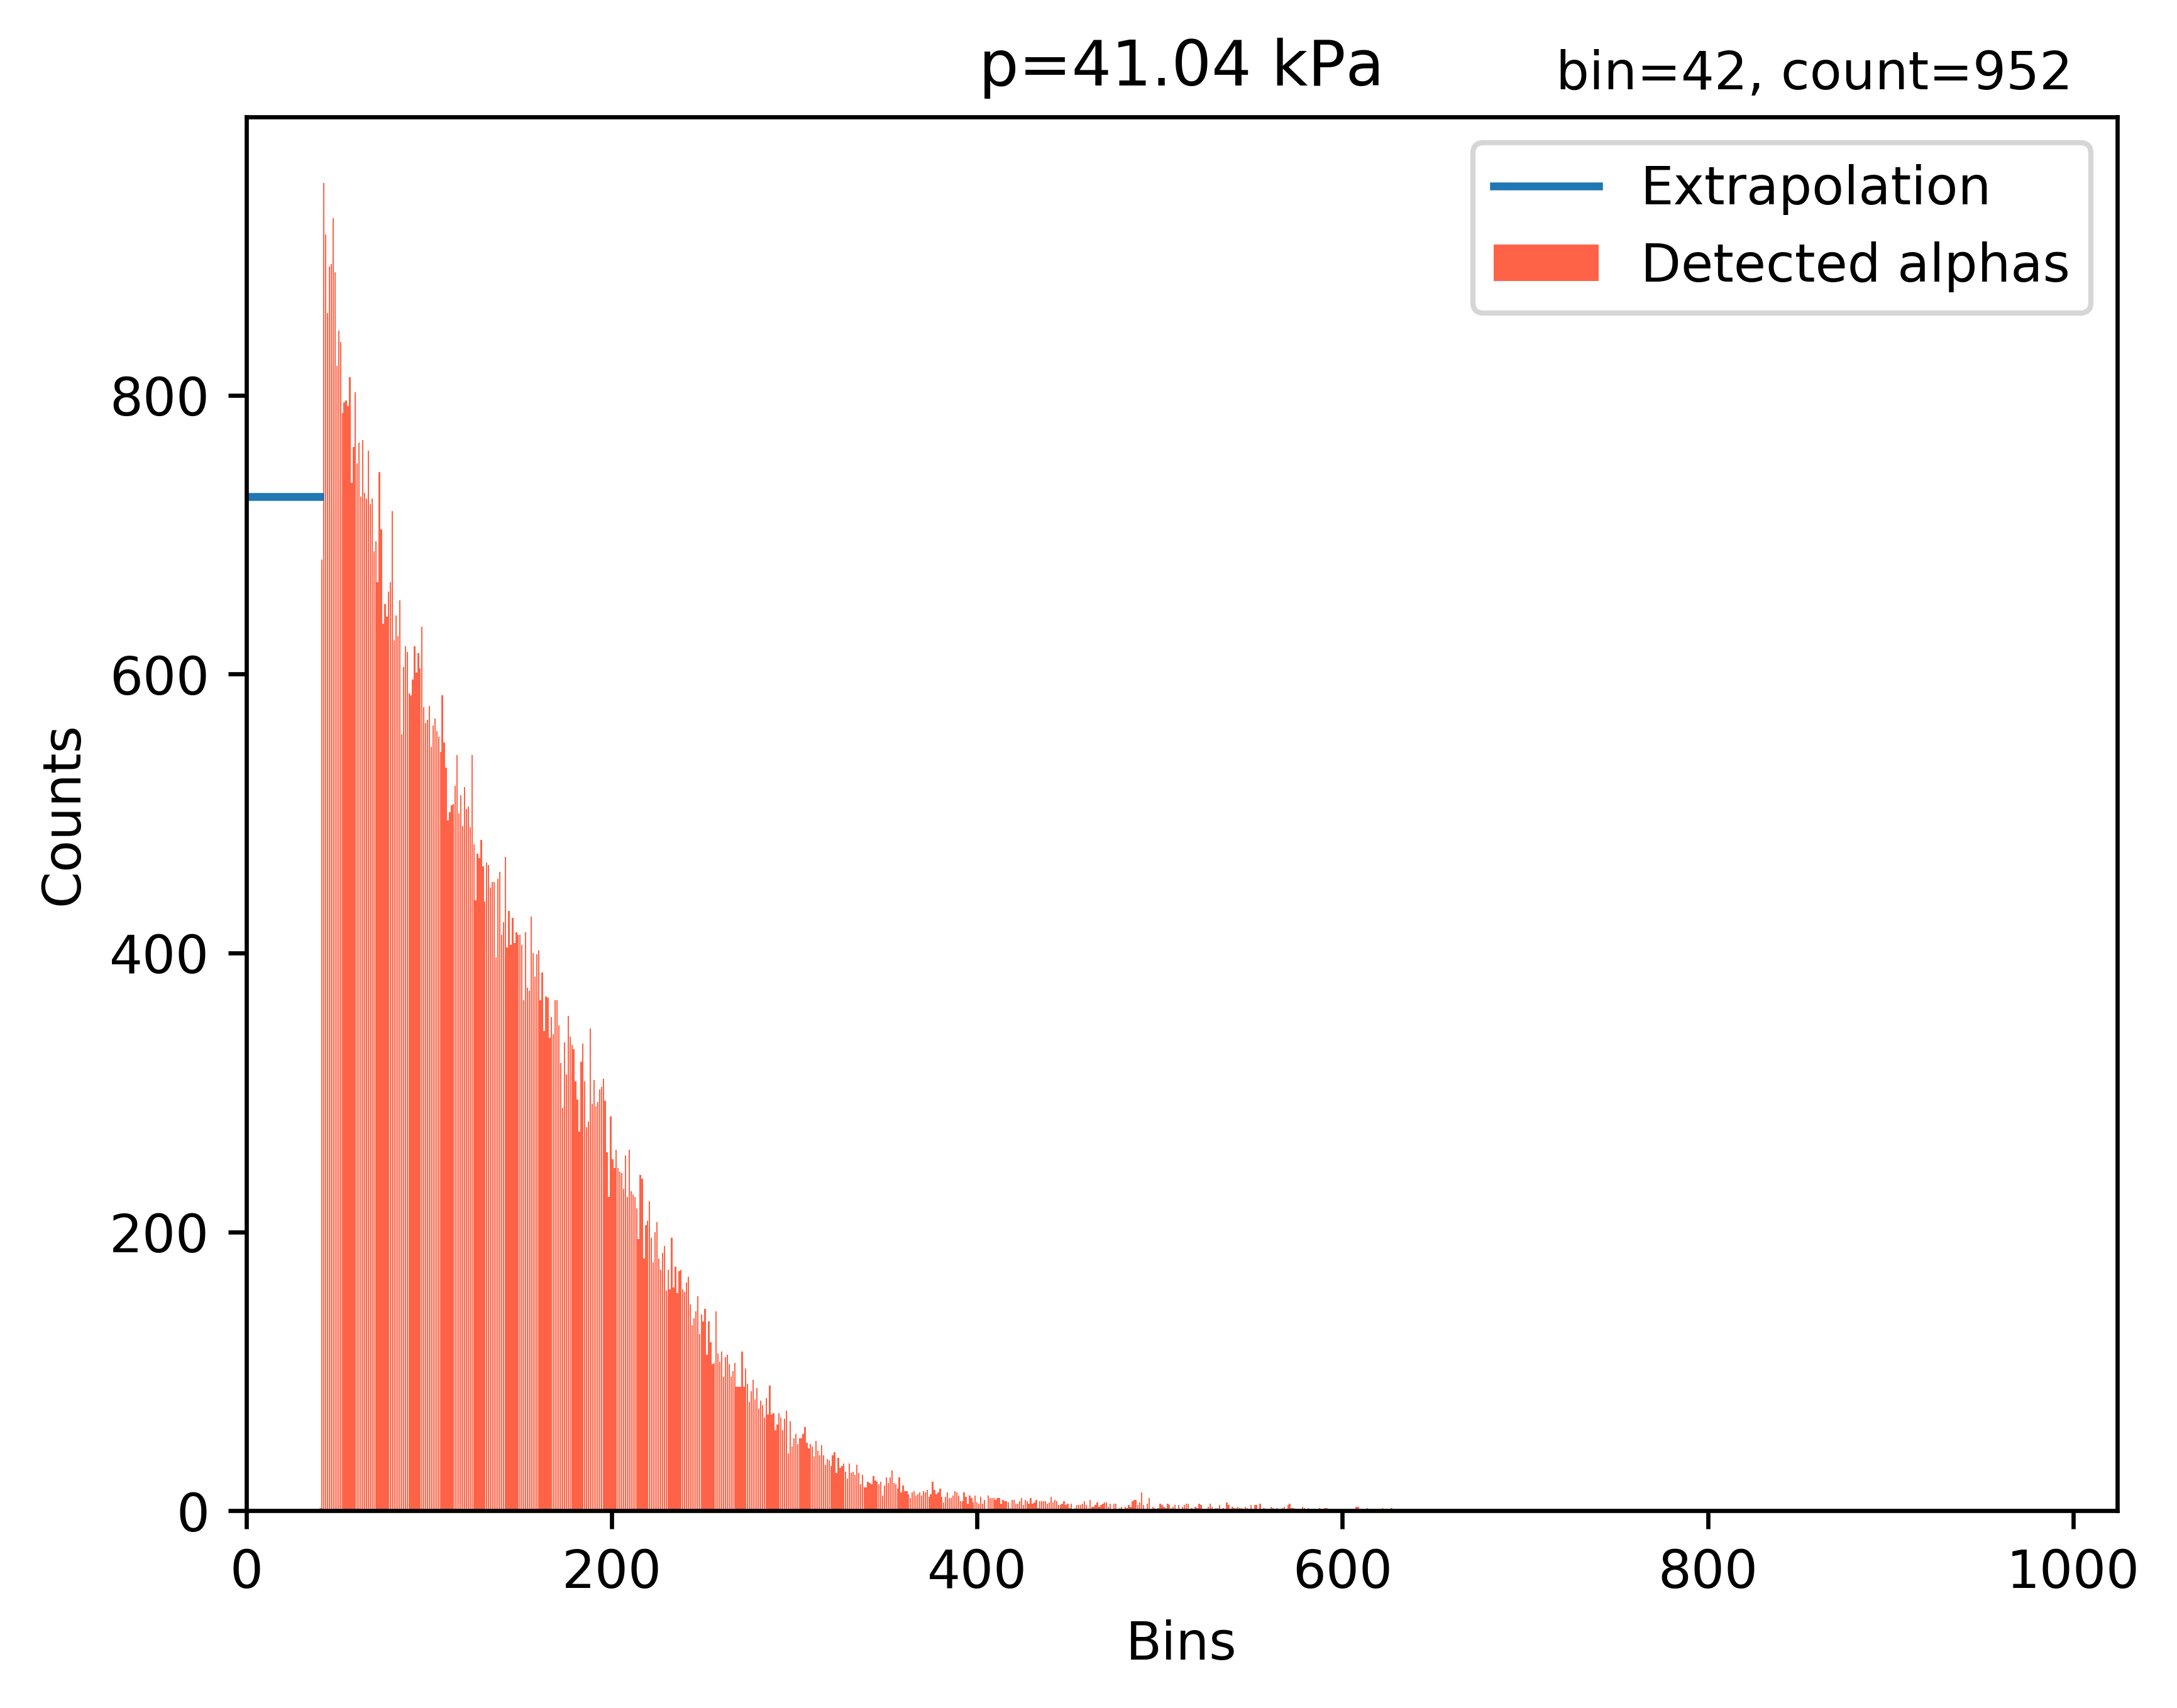 p=41.04 kPa
bin=42, count=952
Extrapolation
Detected alphas
800
600
400
200
0
Counts
0 200 400 600 800 1000
Bins